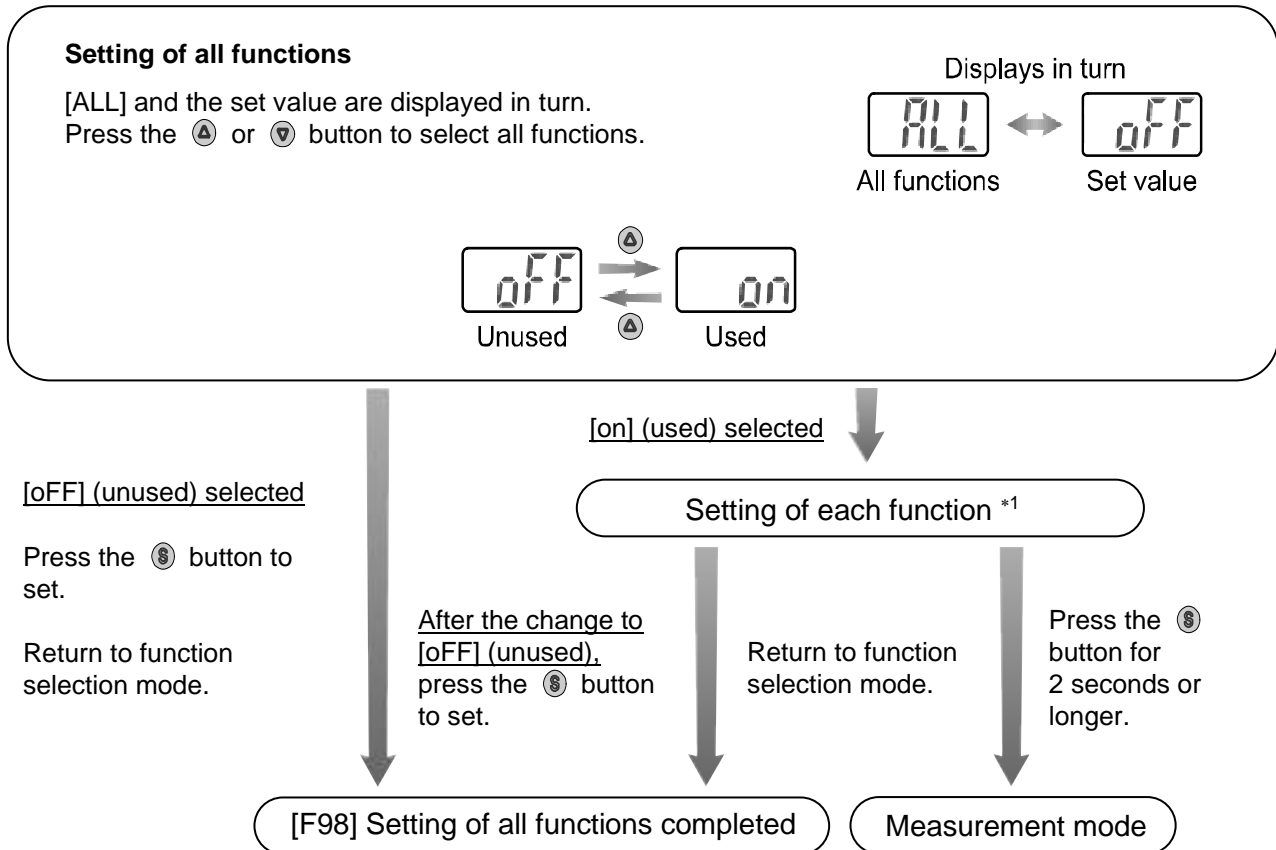 Setting of all functions
[ALL] and the set value are displayed in turn.
Press the or button to select all functions.
Displays in turn
ALL
oFF
All functions
Set value
oFF
on
Unused
Used
[on] (used) selected
[oFF] (unused) selected
Press the S button to
set.
Return to function
selection mode.
Setting of each function *1
After the change to
[oFF] (unused),
press the S button
to set.
Return to function
selection mode.
Press the S
button for
2 seconds or
longer.
[F98] Setting of all functions completed
Measurement mode